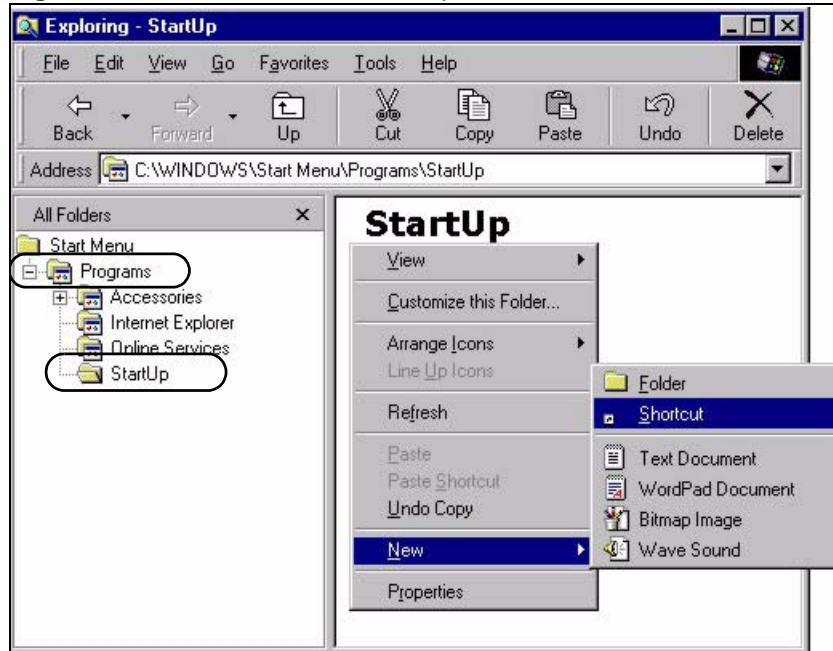 Exploring - StartUp
File Edit View Go Favorites Tools Help
Back Forward Up Cut Copy Paste Undo Delete
Address C:\WINDOWS\Start Menu\Programs\StartUp
All Folders
Start Menu
Programs
Accessories
Internet Explorer
Online Services
StartUp
StartUp
View
Customize this Folder...
Arrange Icons
Line Up Icons
Refresh
Paste
Paste Shortcut
Undo Copy
New
Properties
Folder
Shortcut
Text Document
WordPad Document
Bitmap Image
Wave Sound